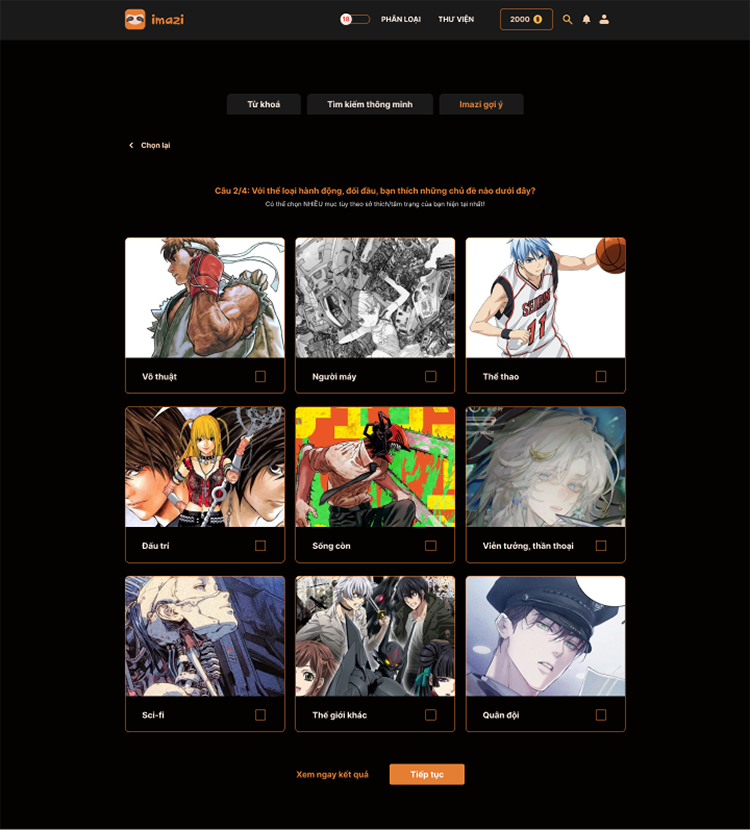 imazi
18
PHÂN LOẠI
THƯ VIỆN
2000
Từ khoá
Tìm kiếm thông minh
Imazi gợi ý
Chọn lại
Câu 2/4: Với thể loại hành động, đối đầu, bạn thích những chủ đề nào dưới đây?
Có thể chọn NHIỀU mục tùy theo sở thích/tâm trạng của bạn hiện tại nhất!
SEIRIN
11
Võ thuật
Người máy
Thể thao
Đấu trí
Sống còn
Viễn tưởng, thần thoại
Sci-fi
Thế giới khác
Quân đội
Xem ngay kết quả
Tiếp tục